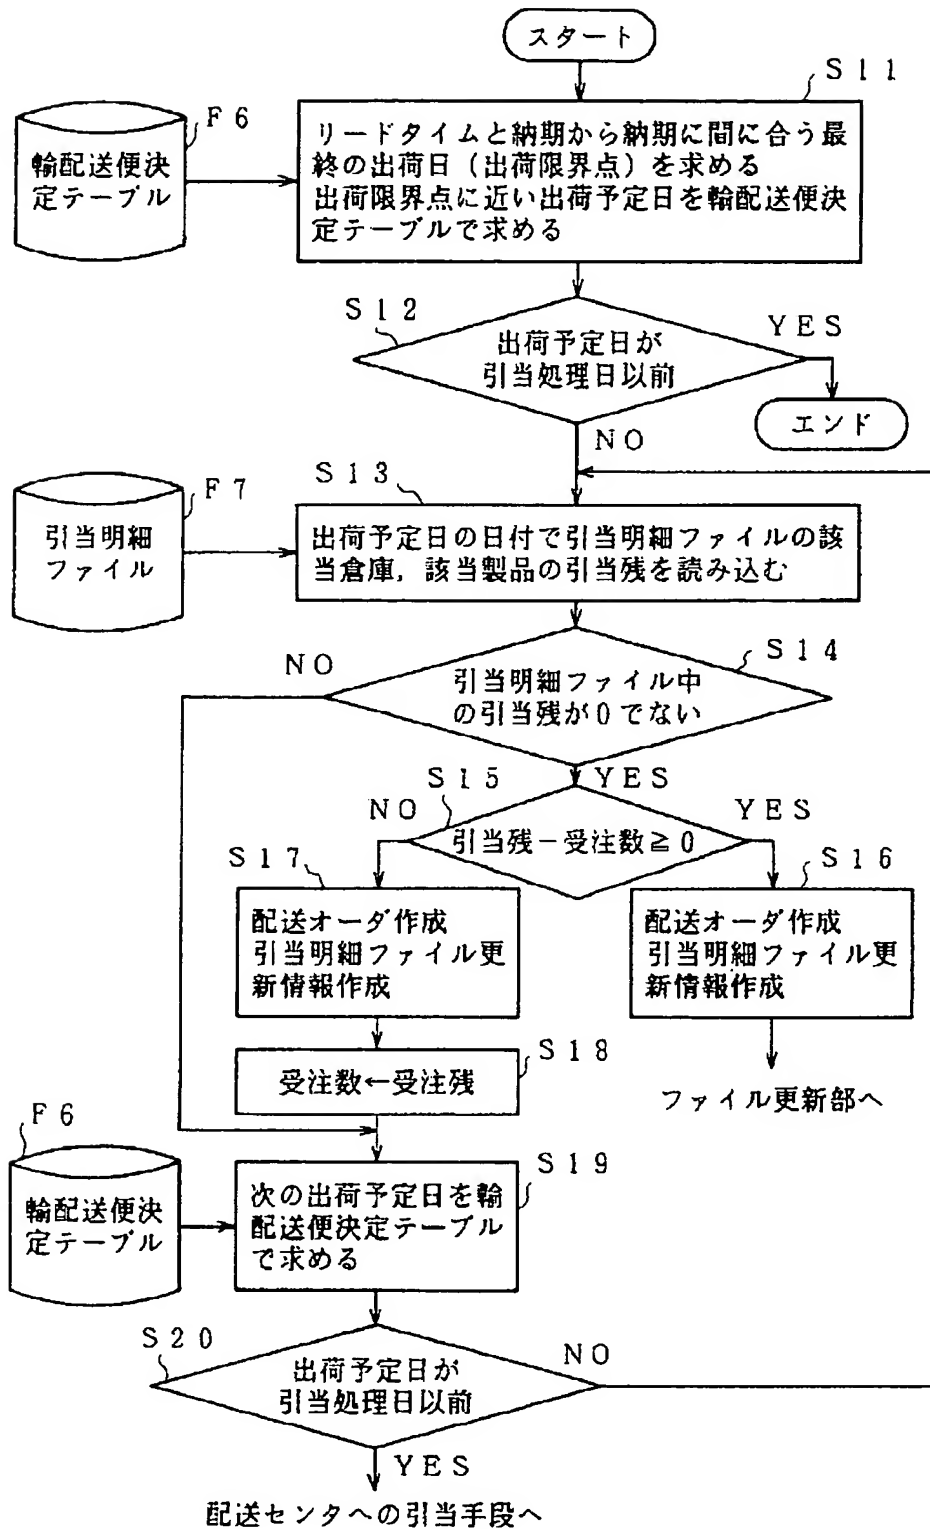 スタート
S11
F6
輸配送便決
定テーブル
リードタイムと納期から納期に間に合う最
終の出荷日（出荷限界点）を求める
出荷限界点に近い出荷予定日を輸配送便決
定テーブルで求める
S12
出荷予定日が
引当処理日以前
YES
エンド
NO
F7
引当明細
ファイル
S13
出荷予定日の日付で引当明細ファイルの該
当倉庫，該当製品の引当残を読み込む
S14
NO
引当明細ファイル中
の引当残が0でない
YES
S15
NO
YES
引当残－受注数≧0
S17
配送オーダ作成
引当明細ファイル更
新情報作成
S16
配送オーダ作成
引当明細ファイル更
新情報作成
S18
受注数←受注残
ファイル更新部へ
F6
輸配送便決
定テーブル
S19
次の出荷予定日を輸
配送便決定テーブル
で求める
S20
出荷予定日が
引当処理日以前
NO
YES
配送センタへの引当手段へ